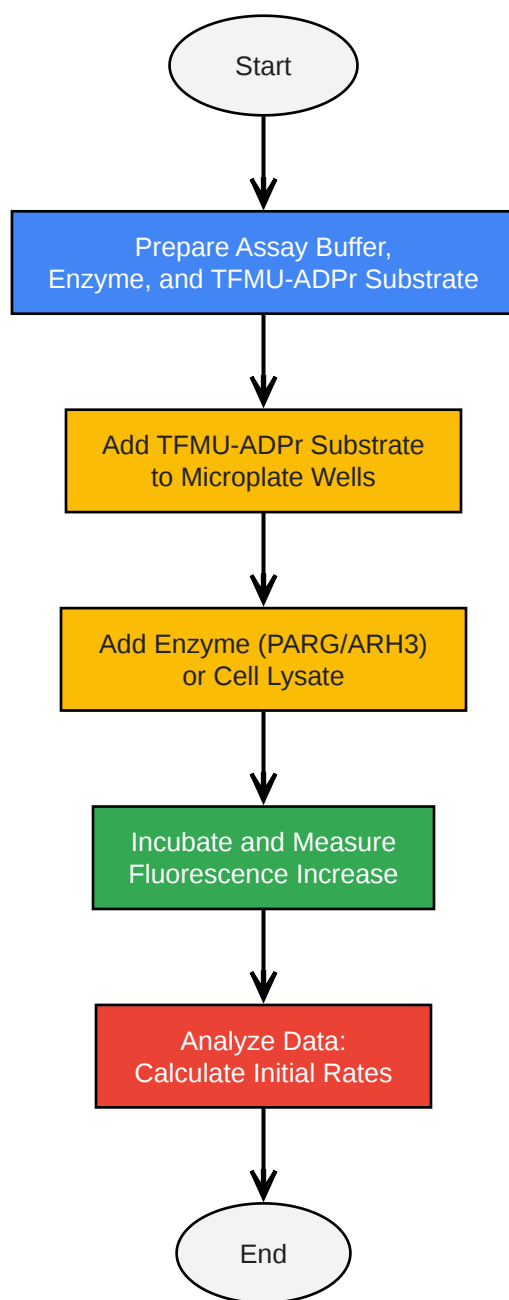 Start
Prepare Assay Buffer,
Enzyme, and TFMU-ADPr Substrate
Add TFMU-ADPr Substrate
to Microplate Wells
Add Enzyme (PARG/ARH3)
or Cell Lysate
Incubate and Measure
Fluorescence Increase
Analyze Data:
Calculate Initial Rates
End